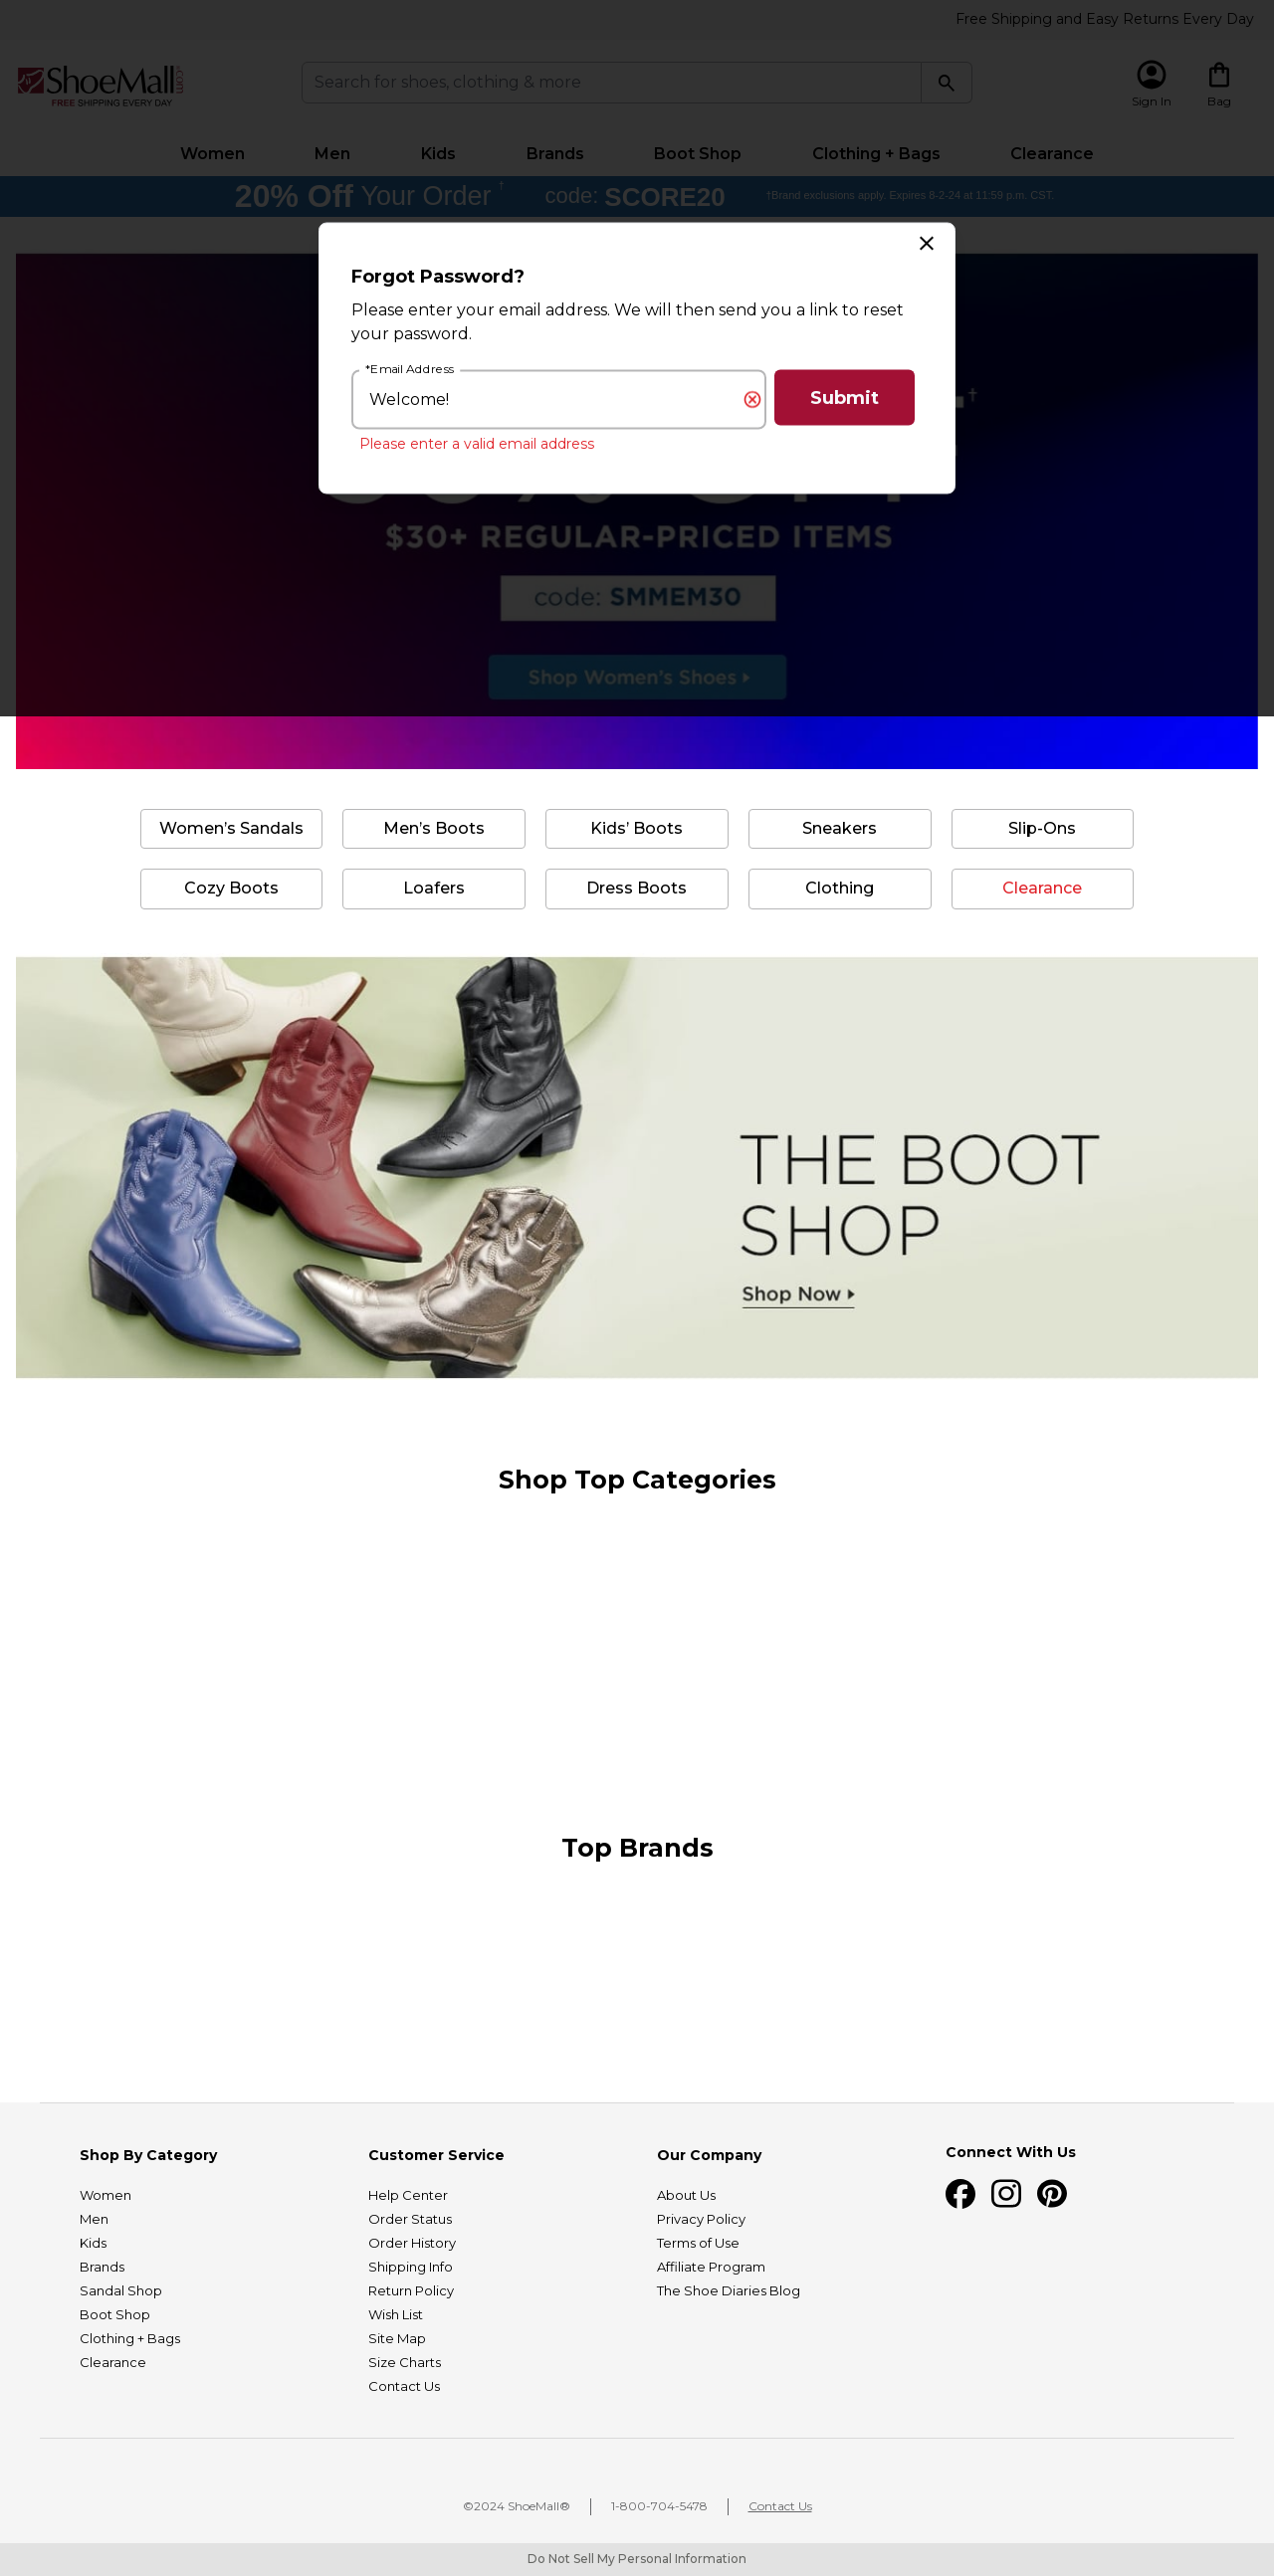 Free Shipping and Easy Returns Every Day
ShoeMall.com
FREE SHIPPING EVERY DAY
Search for shoes, clothing & more
Sign In
Bag
Women
Men
Kids
Brands
Boot Shop
Clothing + Bags
Clearance
20% Off Your Order † code: SCORE20 †Brand exclusions apply. Expires 8-2-24 at 11:59 p.m. CST.
Forgot Password?
Please enter your email address. We will then send you a link to reset
your password.
*Email Address
Welcome!
Submit
Please enter a valid email address
†
$30+ REGULAR-PRICED ITEMS
code: SMMEM30
Shop Women's Shoes
Women’s Sandals
Men’s Boots
Kids’ Boots
Sneakers
Slip-Ons
Cozy Boots
Loafers
Dress Boots
Clothing
Clearance
THE BOOT
SHOP
Shop Now
Shop Top Categories
Top Brands
Shop By Category
Women
Men
Kids
Brands
Sandal Shop
Boot Shop
Clothing + Bags
Clearance
Customer Service
Help Center
Order Status
Order History
Shipping Info
Return Policy
Wish List
Site Map
Size Charts
Contact Us
Our Company
About Us
Privacy Policy
Terms of Use
Affiliate Program
The Shoe Diaries Blog
Connect With Us
©2024 ShoeMall®
1-800-704-5478
Contact Us
Do Not Sell My Personal Information